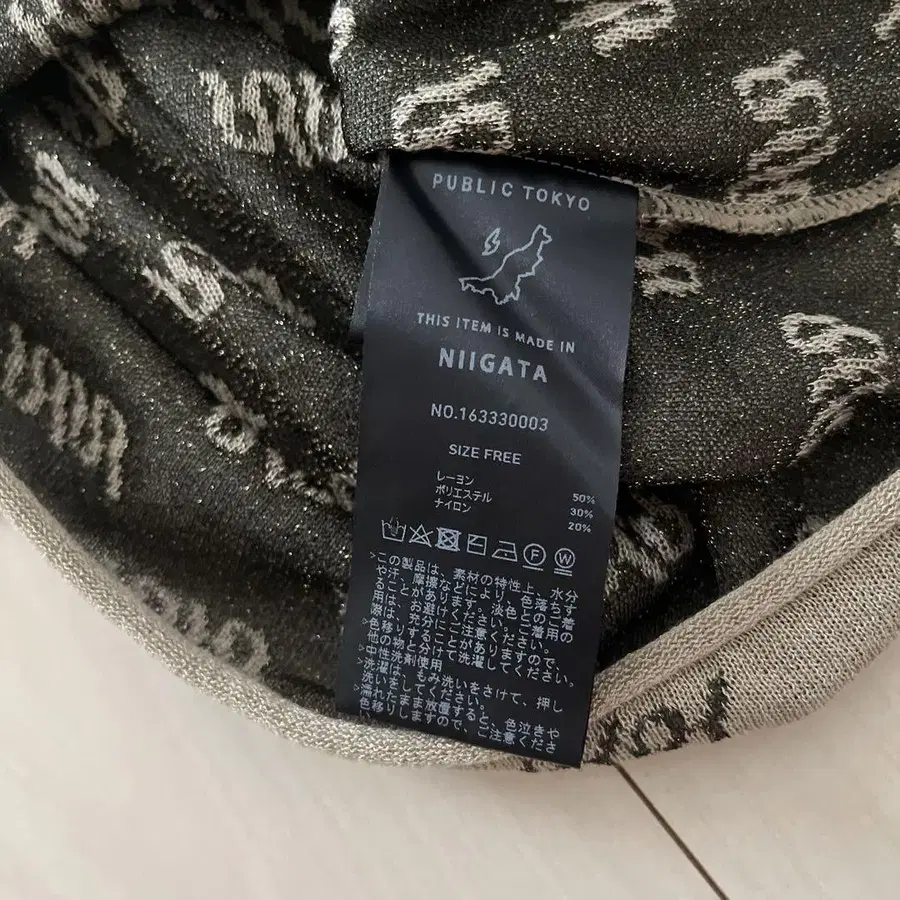 PUBLIC TOKYO
THIS ITEM IS MADE IN
NIIGATA
NO.163330003
SIZE FREE
レーヨン 50%
ポリエステル 30%
ナイロン 20%
F
W
>この製品は、素材の特性上、水分
や汗、摩擦などにより、色落ちす
ることがあります。淡色とのご着
用は、お避けください。ご着用の
際は、充分にご注意ください。
>色移りすることがありますので、
他の物と分けて洗濯してください。
>中性洗剤使用
>洗濯は、もみ洗いをさけて、押し
洗いをしてください。
>濡れたまま放置すると、色泣きや
色移りしますので、ご注意くださ